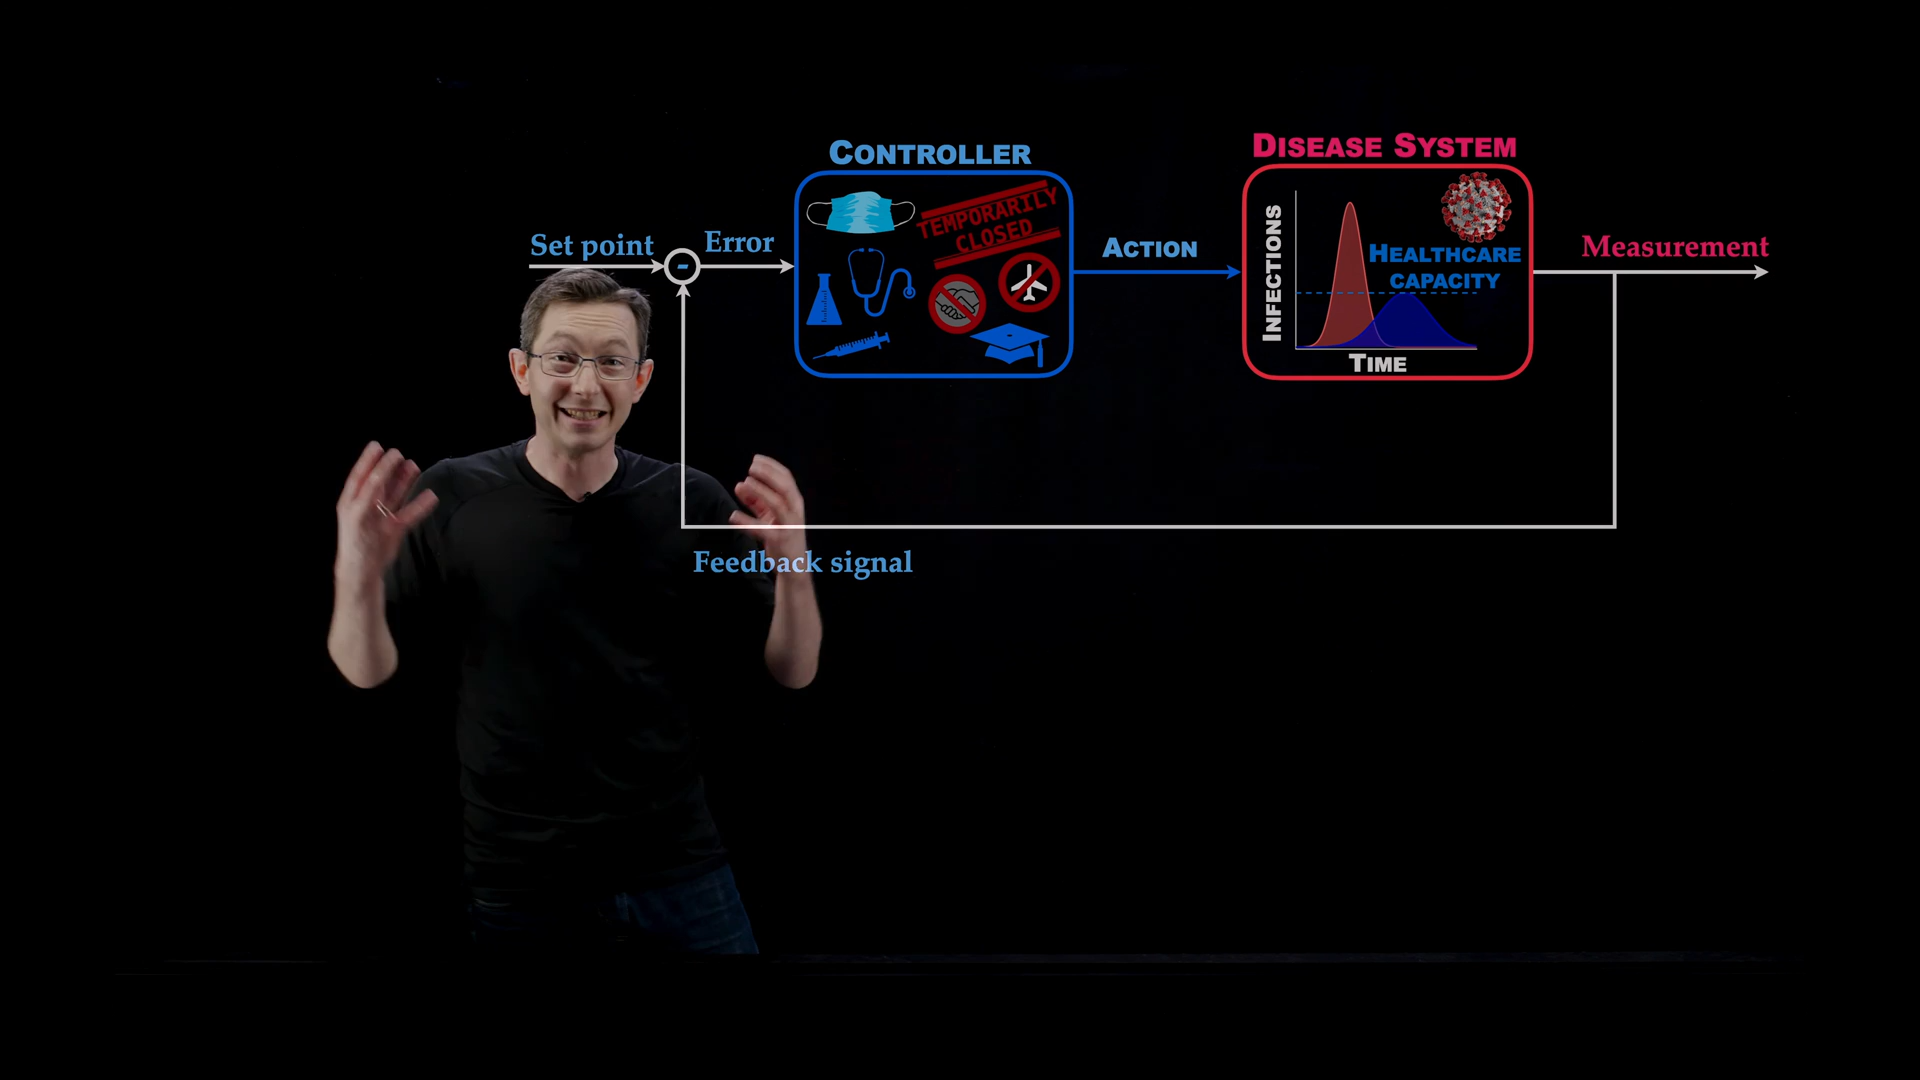 CONTROLLER
DISEASE SYSTEM
Set point
Error
-
TEMPORARILY
CLOSED
ACTION
INFECTIONS
HEALTHCARE
CAPACITY
TIME
Measurement
Feedback signal